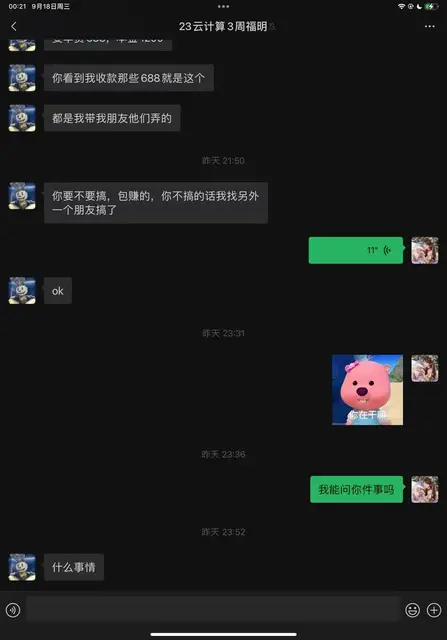 00:21 9月18日周三
23云计算3周福明
你看到我收款那些688就是这个
都是我带我朋友他们弄的
昨天 21:50
你要不要搞，包赚的，你不搞的话我找另外
一个朋友搞了
11"
ok
昨天 23:31
你在干嘛
昨天 23:36
我能问你件事吗
昨天 23:52
什么事情